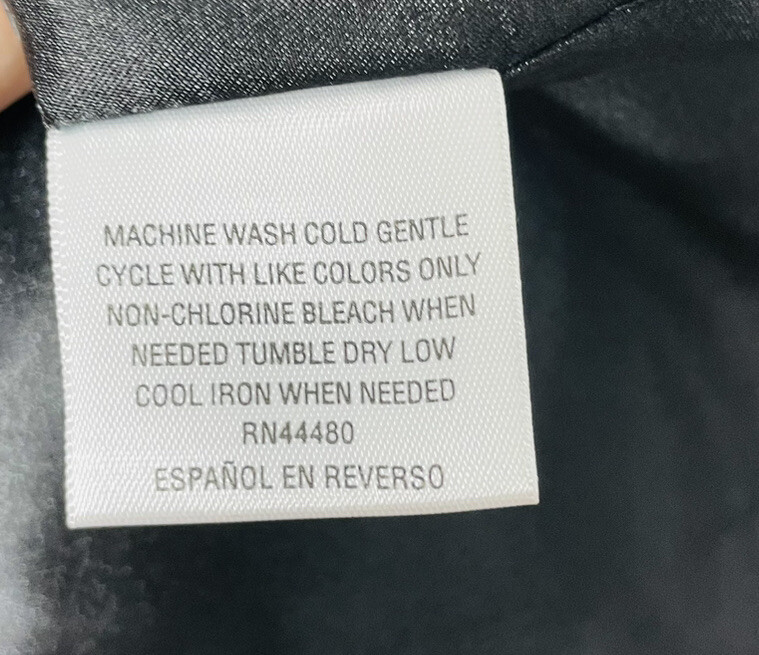 MACHINE WASH COLD GENTLE
CYCLE WITH LIKE COLORS ONLY
NON-CHLORINE BLEACH WHEN
NEEDED TUMBLE DRY LOW
COOL IRON WHEN NEEDED
RN44480
ESPAÑOL EN REVERSO